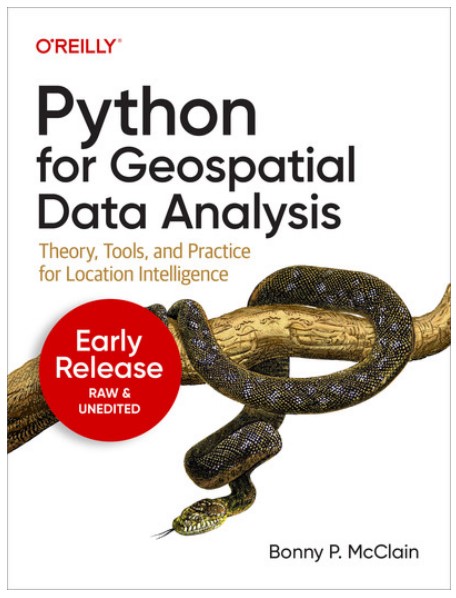 O'REILLY®
Python
for Geospatial
Data Analysis
Theory, Tools, and Practice
for Location Intelligence
Early
Release
RAW &
UNEDITED
Bonny P. McClain